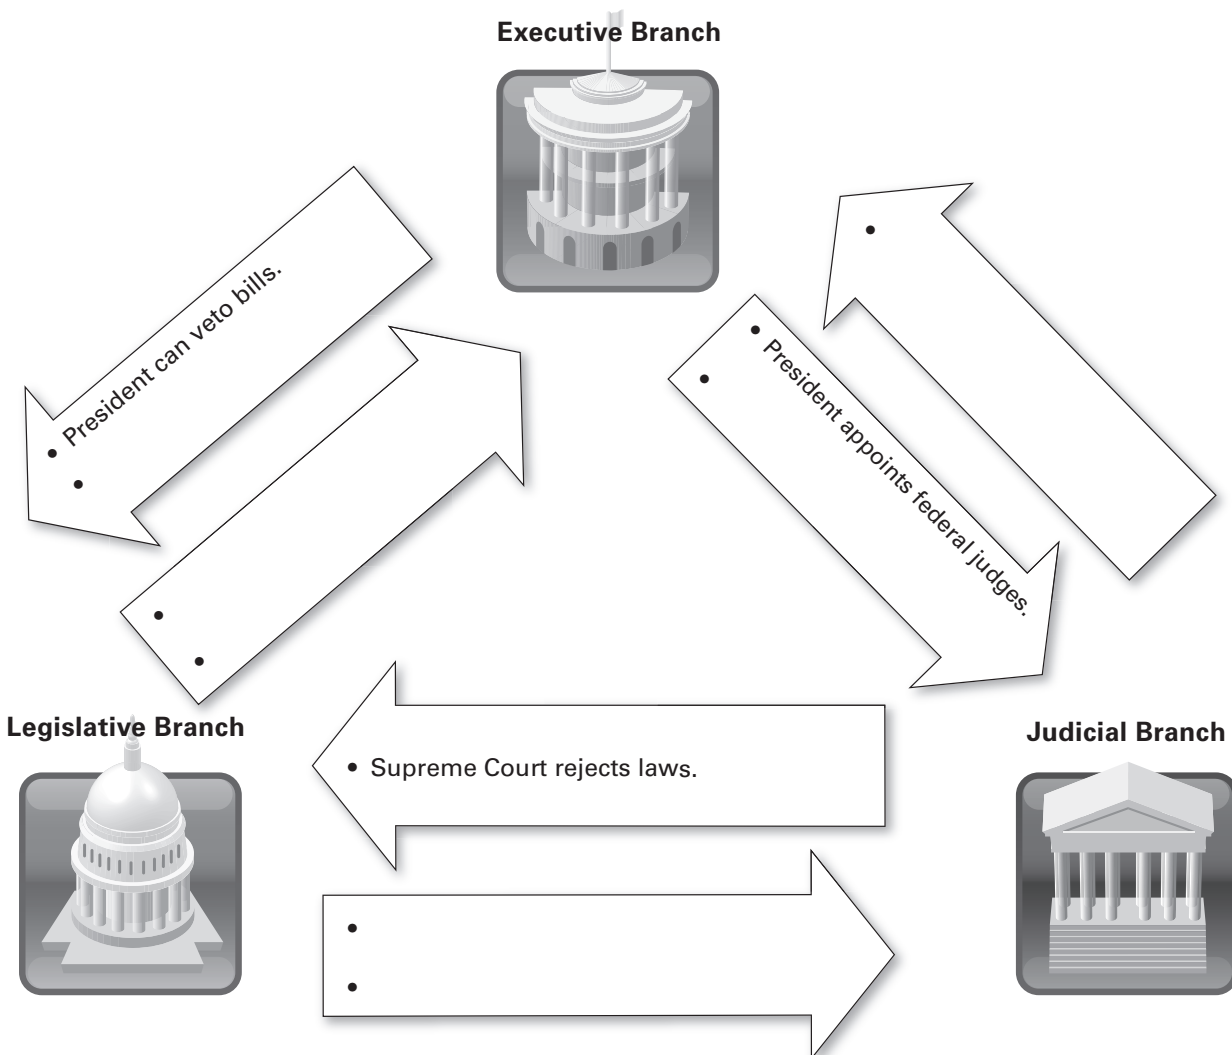 Executive Branch
• President can veto bills.
•
• President appoints federal judges.
•
•
•
•
Legislative Branch
Judicial Branch
• Supreme Court rejects laws.
•
•